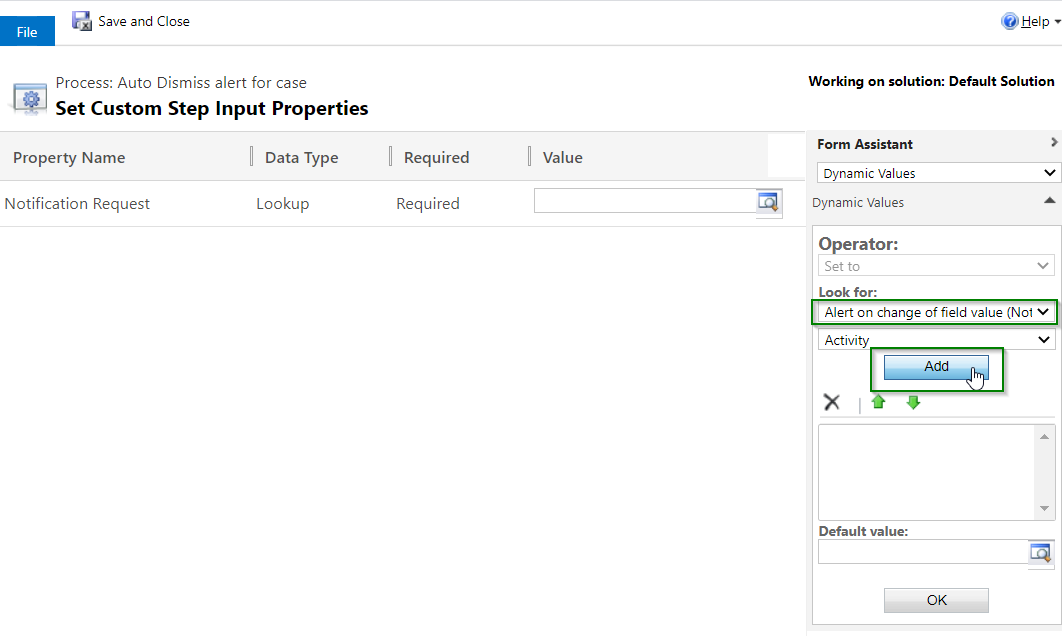 File
Save and Close
Help
Process: Auto Dismiss alert for case
Set Custom Step Input Properties
Working on solution: Default Solution
Property Name Data Type Required Value
Notification Request Lookup Required
Form Assistant
Dynamic Values
Dynamic Values
Operator:
Set to
Look for:
Alert on change of field value (Not
Activity
Add
Default value:
OK